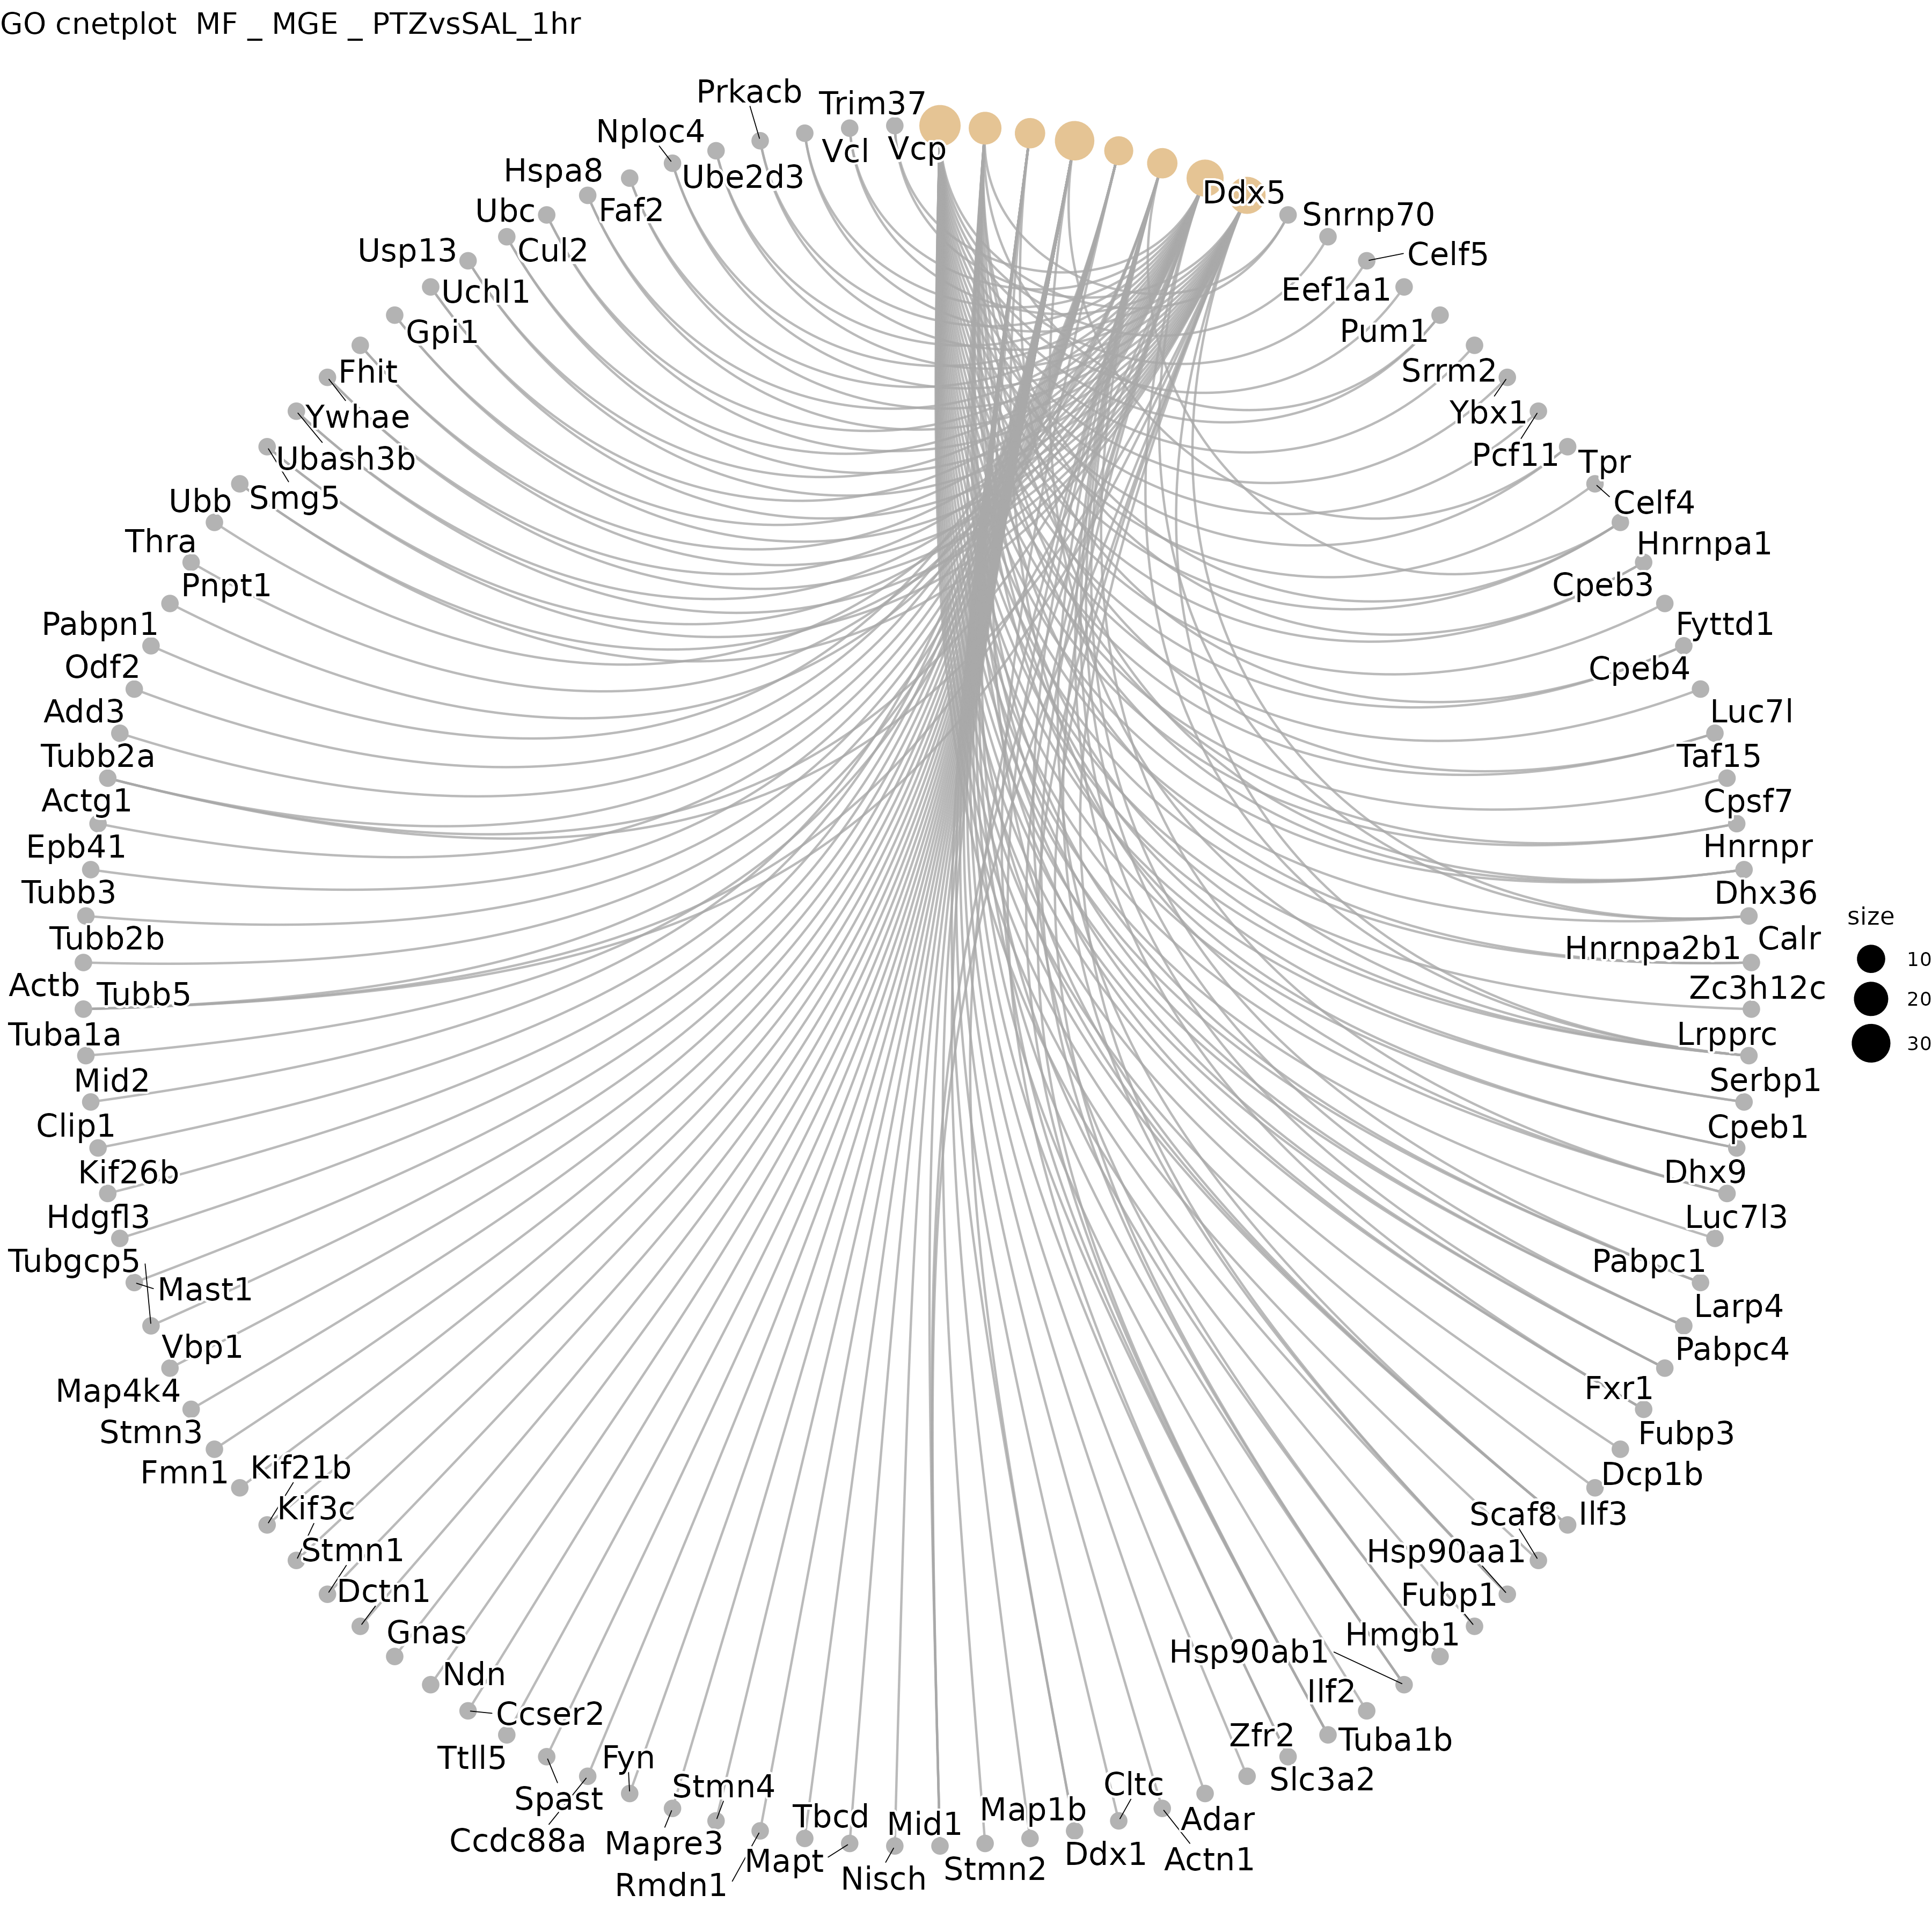 GO cnetplot  MF _ MGE _ PTZvsSAL_1hr
Prkacb
Trim37
Nploc4
Vcl
Vcp
Hspa8
Ube2d3
Ddx5
Ubc
Faf2
Snrnp70
Usp13
Cul2
Celf5
Uchl1
Eef1a1
Gpi1
Pum1
Fhit
Srrm2
Ywhae
Ybx1
Ubash3b
Pcf11
Tpr
Ubb
Smg5
Celf4
Thra
Hnrnpa1
Pnpt1
Cpeb3
Pabpn1
Fyttd1
Odf2
Cpeb4
Add3
Luc7l
Tubb2a
Taf15
Actg1
Cpsf7
Epb41
Hnrnpr
Tubb3
Dhx36
size
Tubb2b
Hnrnpa2b1
Calr
10
Actb
Tubb5
Zc3h12c
20
Tuba1a
Lrpprc
30
Mid2
Serbp1
Clip1
Cpeb1
Kif26b
Dhx9
Hdgfl3
Luc7l3
Tubgcp5
Pabpc1
Mast1
Larp4
Vbp1
Pabpc4
Map4k4
Fxr1
Stmn3
Fubp3
Fmn1
Kif21b
Dcp1b
Kif3c
Scaf8
Ilf3
Stmn1
Hsp90aa1
Dctn1
Fubp1
Gnas
Hmgb1
Hsp90ab1
Ndn
Ilf2
Ccser2
Zfr2
Tuba1b
Ttll5
Fyn
Slc3a2
Spast
Stmn4
Cltc
Tbcd
Mid1
Map1b
Adar
Ccdc88a
Mapre3
Mapt
Ddx1
Actn1
Rmdn1
Nisch
Stmn2